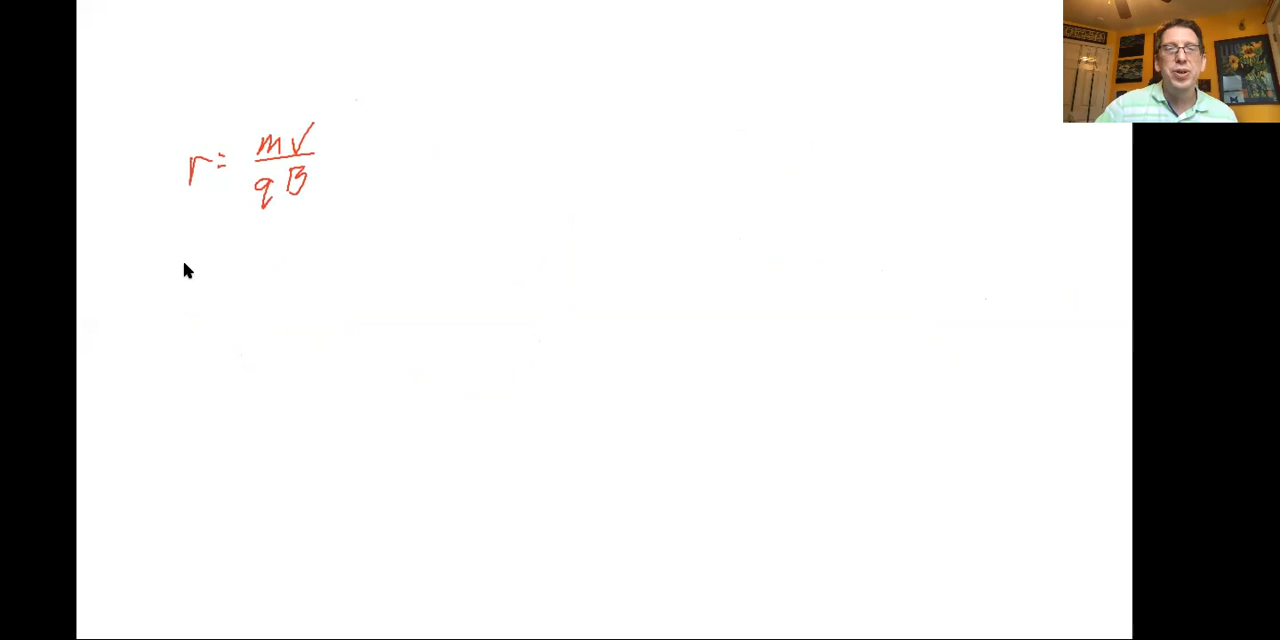 r = mv / qB